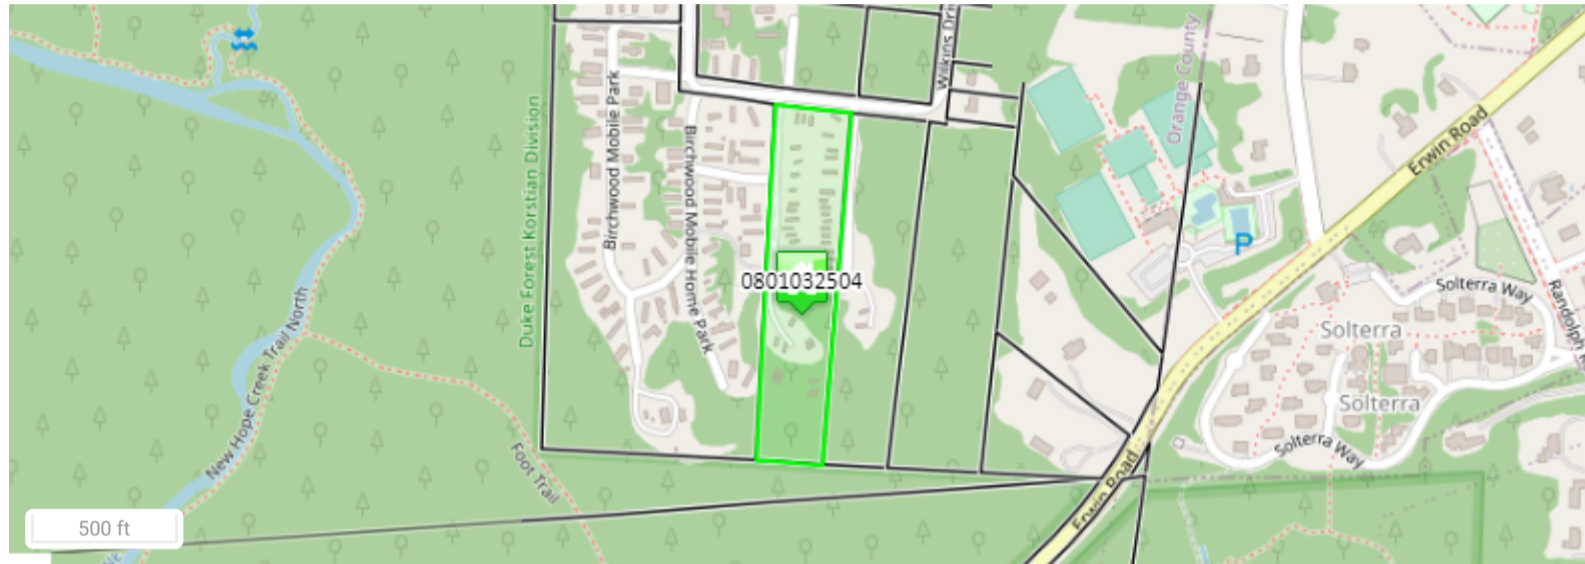 Wilkins Dri
Orange County
Erwin Road
Birchwood Mobile Park
Birchwood Mobile Home Park
Duke Forest Korstian Division
0801032504
P
Solterra Way
Randolph
Solterra
Solterra
Solterra Way
New Hope Creek Trail North
Foot Trail
Erwin Road
500 ft